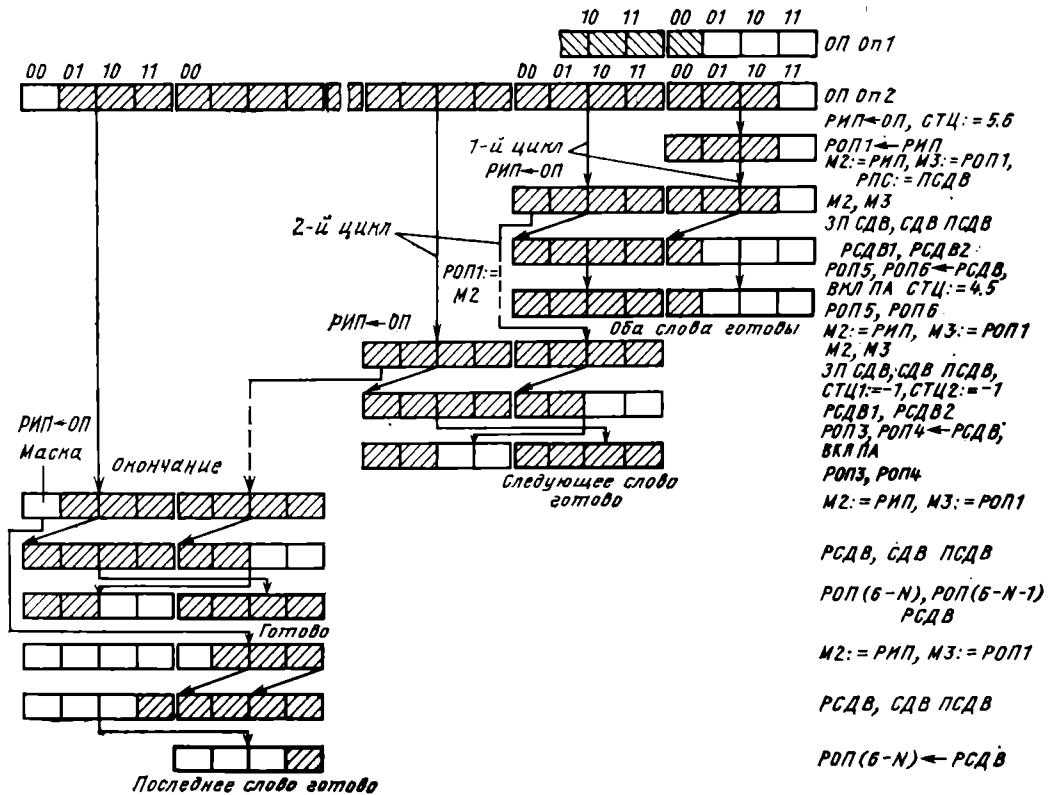 10 11 00 01 10 11
ОП Оп1
00 01 10 11 00 00 01 10 11 00 01 10 11
ОП Оп2
РИП←ОП, СТЦ:=5.6
1-й цикл
РОП1←РИП
РИП←ОП
М2:=РИП, М3:=РОП1,
РПС:=ПСДВ
М2, М3
2-й цикл
ЗП СДВ, СДВ ПСДВ
РСДВ1, РСДВ2
РОП1:=
М2
РОП5, РОП6←РСДВ,
ВКЛ ПА СТЦ:=4.5
РОП5, РОП6
Оба слова готовы
РИП←ОП
М2:=РИП, М3:=РОП1
М2, М3
ЗП СДВ, СДВ ПСДВ,
СТЦ1:=-1, СТЦ2:=-1
РСДВ1, РСДВ2
РИП←ОП
РОП3, РОП4←РСДВ,
Маска
ВКЛ ПА
Окончание
РОП3, РОП4
Следующее слово
готово
М2:=РИП, М3:=РОП1
РСДВ, СДВ ПСДВ
РОП(6-N), РОП(6-N-1)
РСДВ
Готово
М2:=РИП, М3:=РОП1
РСДВ, СДВ ПСДВ
РОП(6-N)←РСДВ
Последнее слово готово